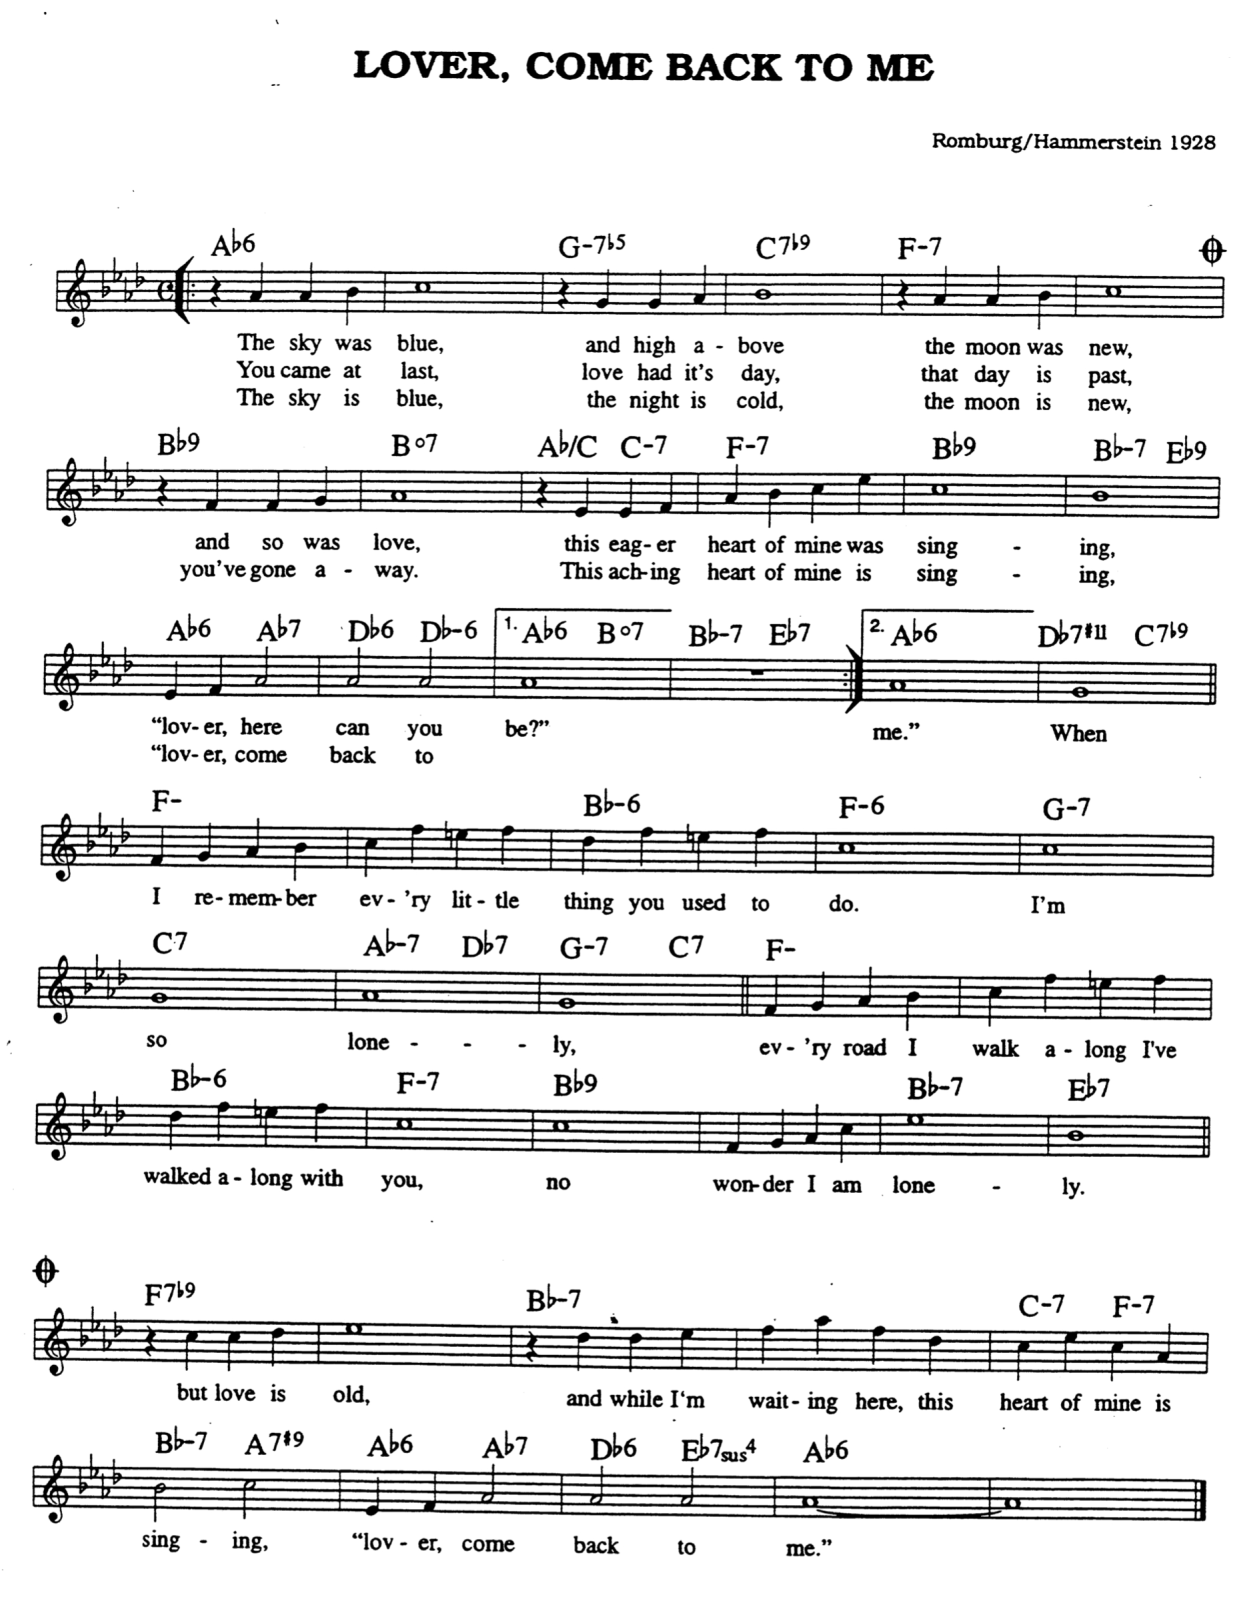 LOVER, COME BACK TO ME
Romburg/Hammerstein 1928
A♭6 G-7♭5 C7♭9 F-7
The sky was blue, and high a - bove the moon was new,
You came at last, love had it's day, that day is past,
The sky is blue, the night is cold, the moon is new,
B♭9 B°7 A♭/C C-7 F-7 B♭9 B♭-7 E♭9
and so was love, this eag- er heart of mine was sing - ing,
you've gone a - way. This ach-ing heart of mine is sing - ing,
A♭6 A♭7 D♭6 D♭-6 1. A♭6 B°7 B♭-7 E♭7 2. A♭6 D♭7#11 C7♭9
“lov- er, here can you be?” me.” When
“lov- er, come back to
F- B♭-6 F-6 G-7
I re- mem- ber ev- 'ry lit- tle thing you used to do. I'm
C7 A♭-7 D♭7 G-7 C7 F-
so lone - - - ly, ev- 'ry road I walk a - long I've
B♭-6 F-7 B♭9 B♭-7 E♭7
walked a - long with you, no won- der I am lone - ly.
F7♭9 B♭-7 C-7 F-7
but love is old, and while I‘m wait- ing here, this heart of mine is
B♭-7 A7#9 A♭6 A♭7 D♭6 E♭7sus4 A♭6
sing - ing, “lov - er, come back to me.”